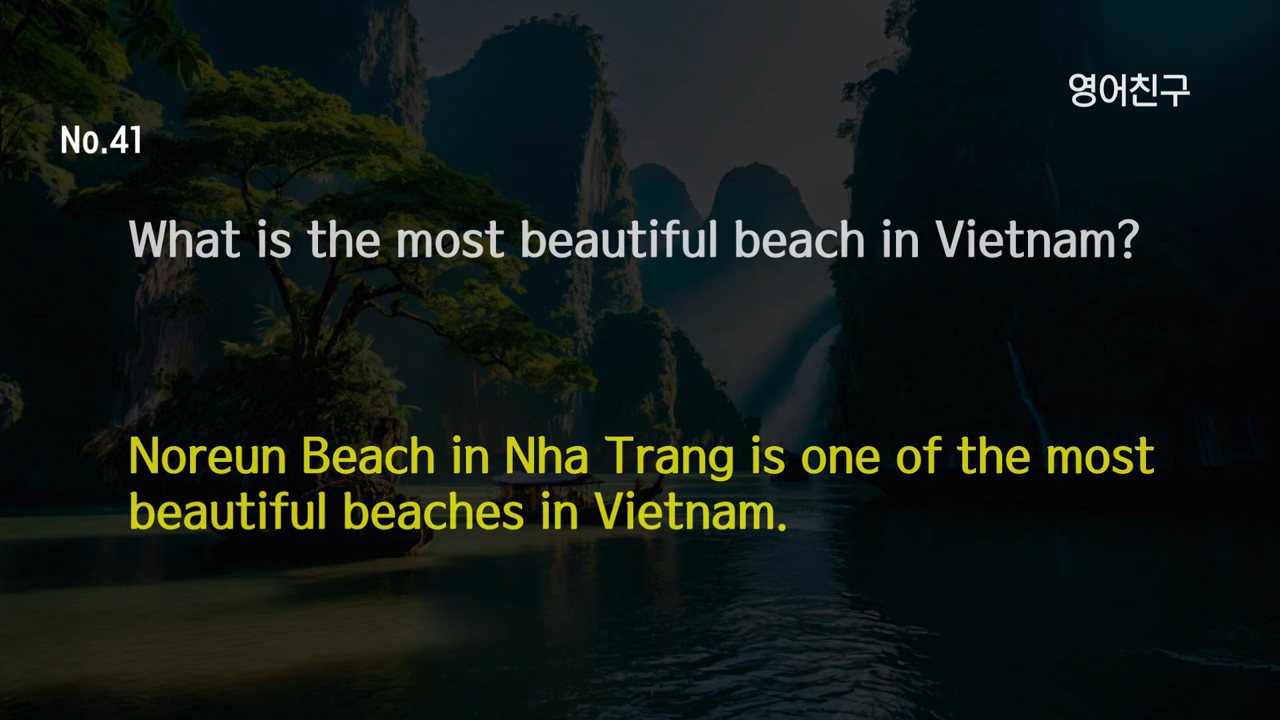 영어친구
No.41
What is the most beautiful beach in Vietnam?
Noreun Beach in Nha Trang is one of the most
beautiful beaches in Vietnam.